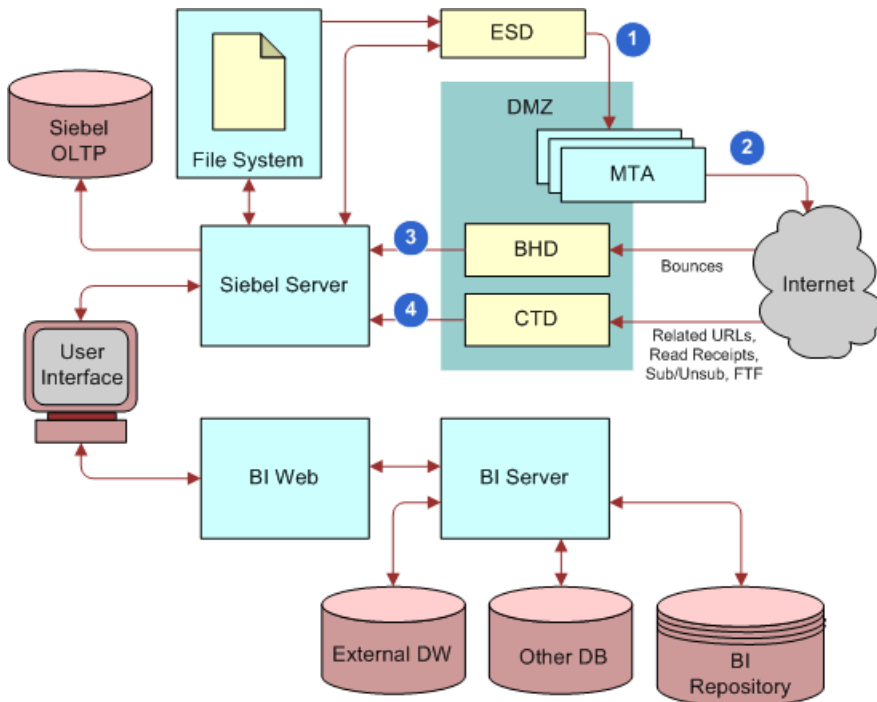 ESD
1
DMZ
Siebel
OLTP
File System
MTA
2
3
BHD
Bounces
Internet
Siebel Server
4
CTD
Related URLs,
Read Receipts,
Sub/Unsub, FTF
User
Interface
BI Web
BI Server
External DW
Other DB
BI
Repository